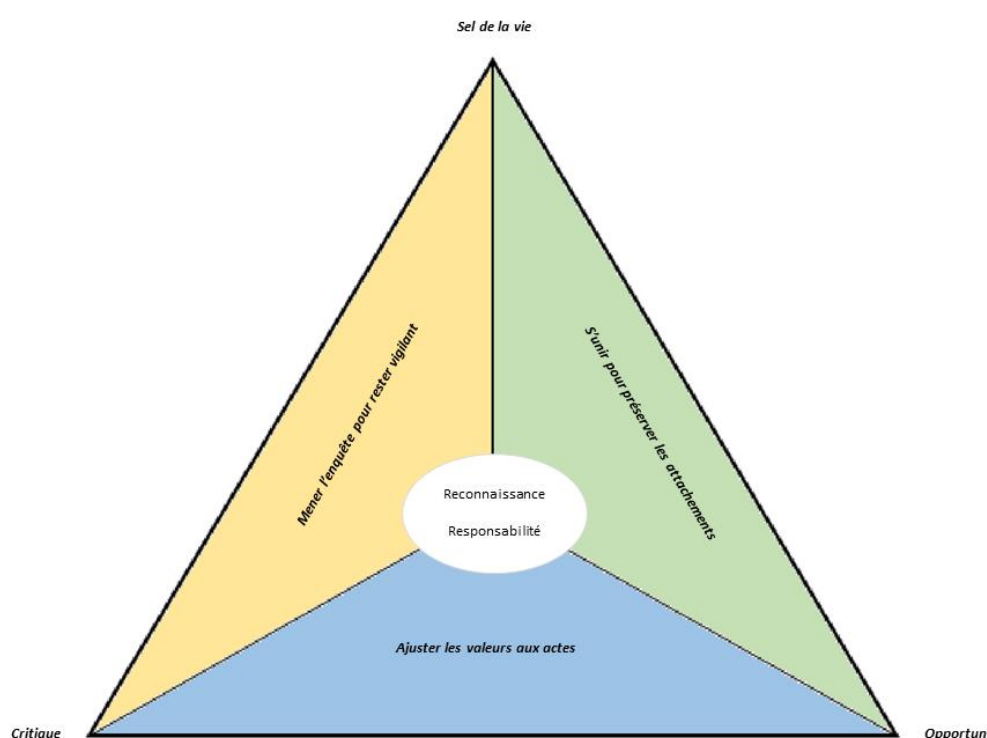 Sel de la vie
Mener l'enquête pour rester vigilant
S'unir pour préserver les attachements
Reconnaissance
Responsabilité
Ajuster les valeurs aux actes
Critique
Opportun